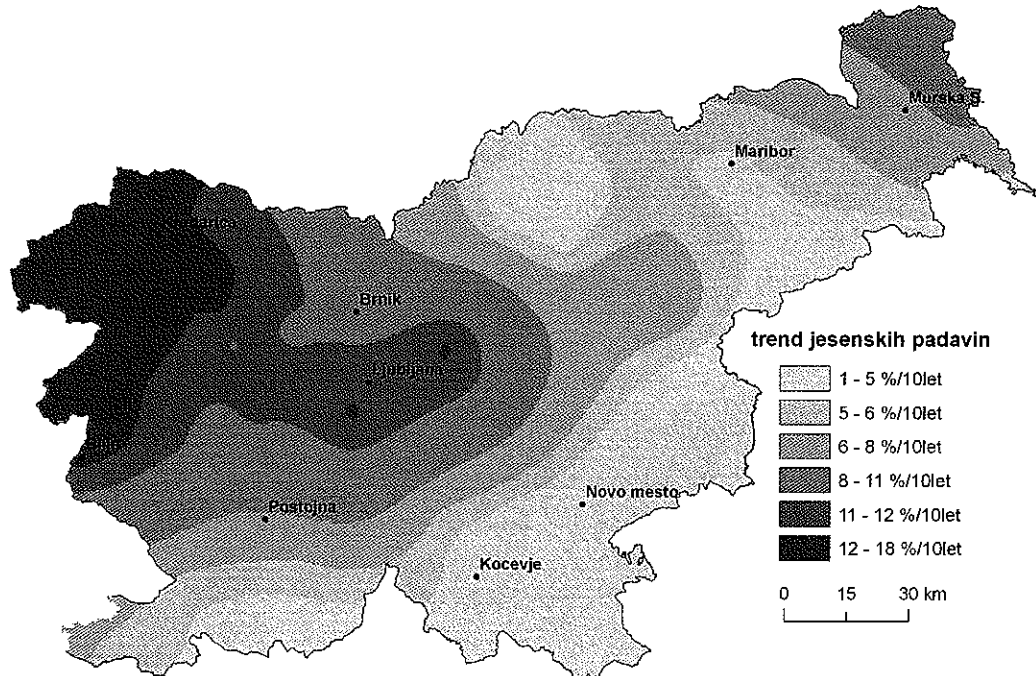 Murska S.
Maribor
Brnik
Ljubljana
Postojna
Novo mesto
Kocevje
trend jesenskih padavin
1 - 5 %/10let
5 - 6 %/10let
6 - 8 %/10let
8 - 11 %/10let
11 - 12 %/10let
12 - 18 %/10let
0 15 30 km